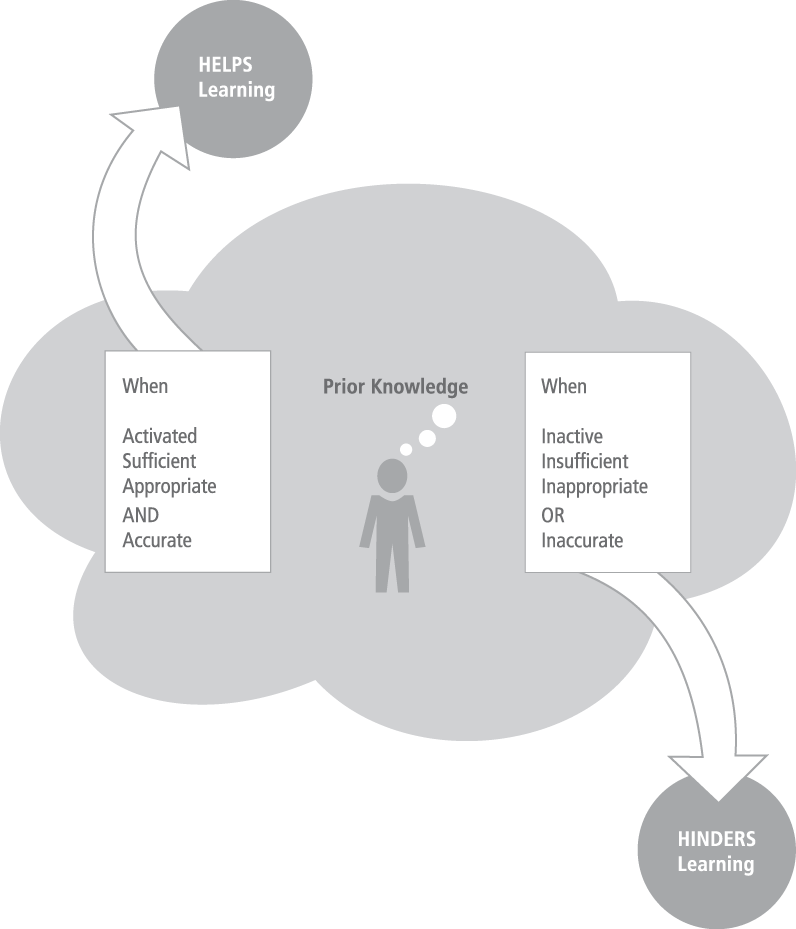 HELPS
Learning
When
Activated
Sufficient
Appropriate
AND
Accurate
Prior Knowledge
When
Inactive
Insufficient
Inappropriate
OR
Inaccurate
HINDERS
Learning